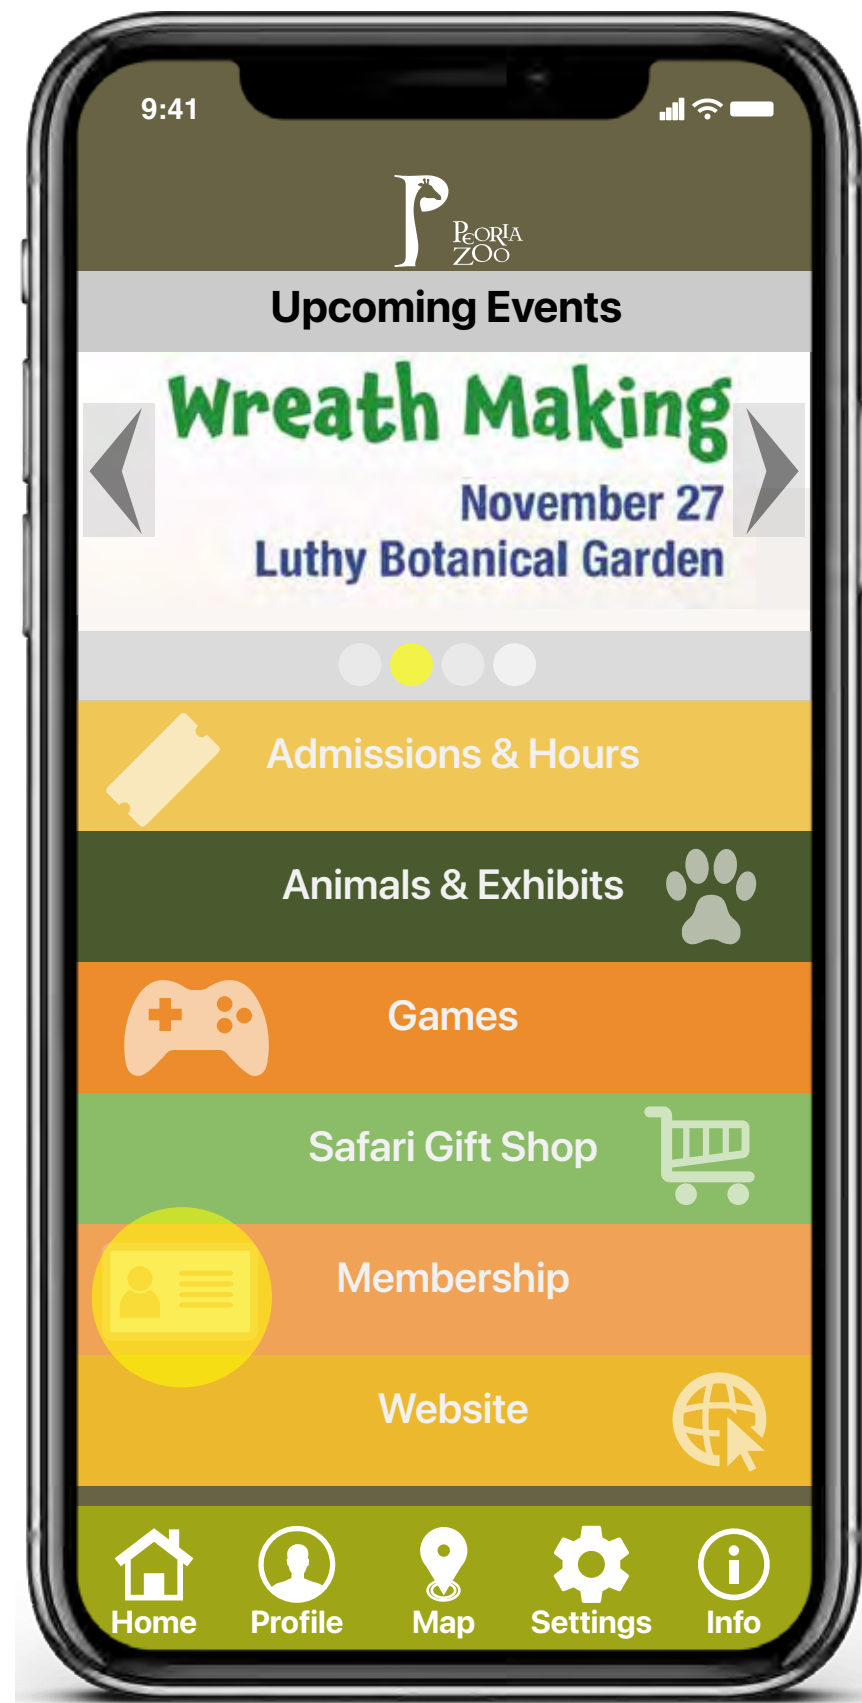 9:41
PEORIA
ZOO
Upcoming Events
Wreath Making
November 27
Luthy Botanical Garden
Admissions & Hours
Animals & Exhibits
Games
Safari Gift Shop
Membership
Website
Home Profile Map Settings Info